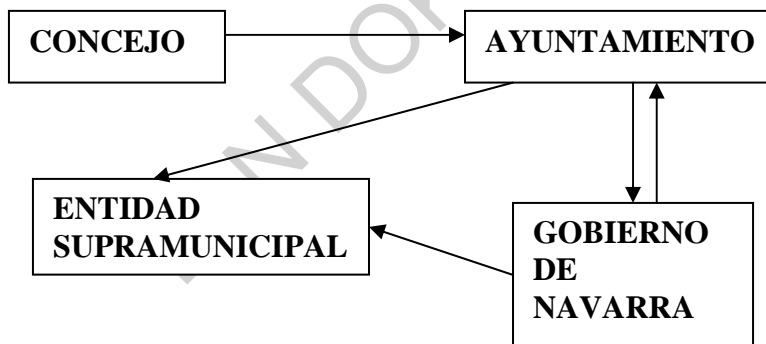 CONCEJO
AYUNTAMIENTO
ENTIDAD
SUPRAMUNICIPAL
GOBIERNO
DE
NAVARRA